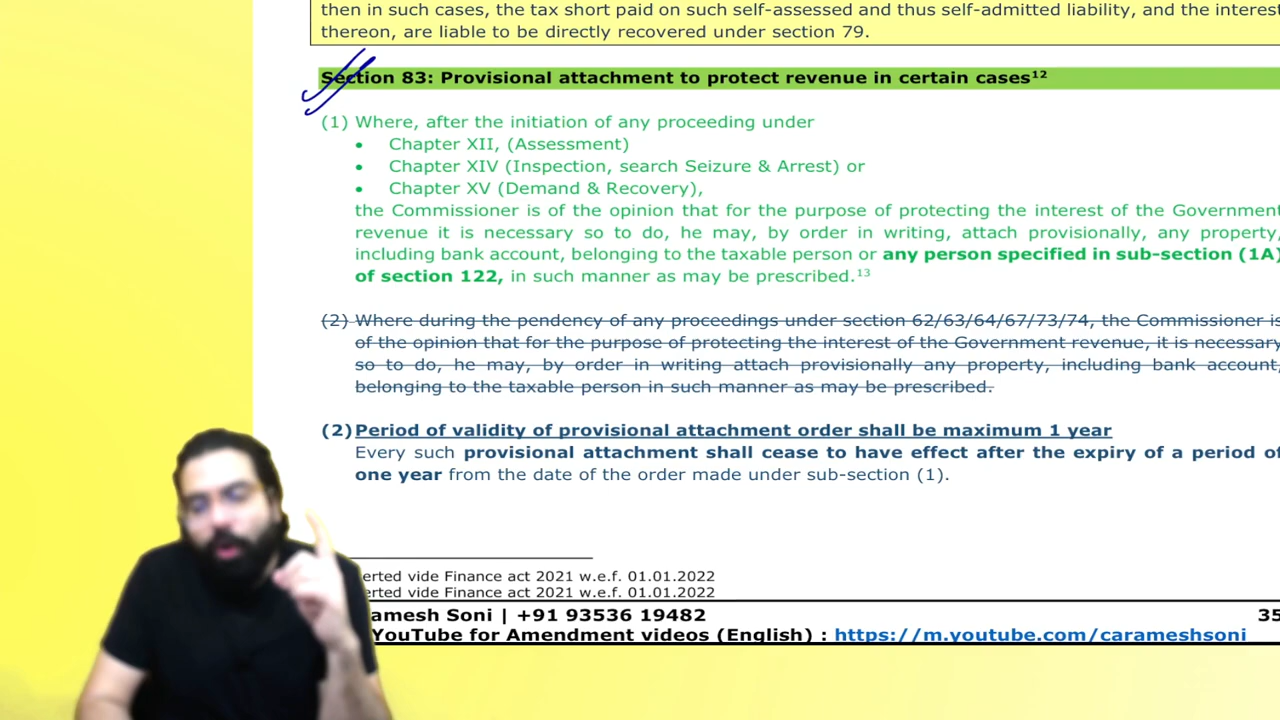 then in such cases, the tax short paid on such self-assessed and thus self-admitted liability, and the interest
thereon, are liable to be directly recovered under section 79.
Section 83: Provisional attachment to protect revenue in certain cases¹²
(1) Where, after the initiation of any proceeding under
• Chapter XII, (Assessment)
• Chapter XIV (Inspection, search Seizure & Arrest) or
• Chapter XV (Demand & Recovery),
the Commissioner is of the opinion that for the purpose of protecting the interest of the Government
revenue it is necessary so to do, he may, by order in writing, attach provisionally, any property,
including bank account, belonging to the taxable person or any person specified in sub-section (1A)
of section 122, in such manner as may be prescribed.¹³
(2) Where during the pendency of any proceedings under section 62/63/64/67/73/74, the Commissioner is
of the opinion that for the purpose of protecting the interest of the Government revenue, it is necessary
so to do, he may, by order in writing attach provisionally any property, including bank account,
belonging to the taxable person in such manner as may be prescribed.
(2) Period of validity of provisional attachment order shall be maximum 1 year
Every such provisional attachment shall cease to have effect after the expiry of a period of
one year from the date of the order made under sub-section (1).
erted vide Finance act 2021 w.e.f. 01.01.2022
erted vide Finance act 2021 w.e.f. 01.01.2022
amesh Soni | +91 93536 19482 35
YouTube for Amendment videos (English) : https://m.youtube.com/carameshsoni